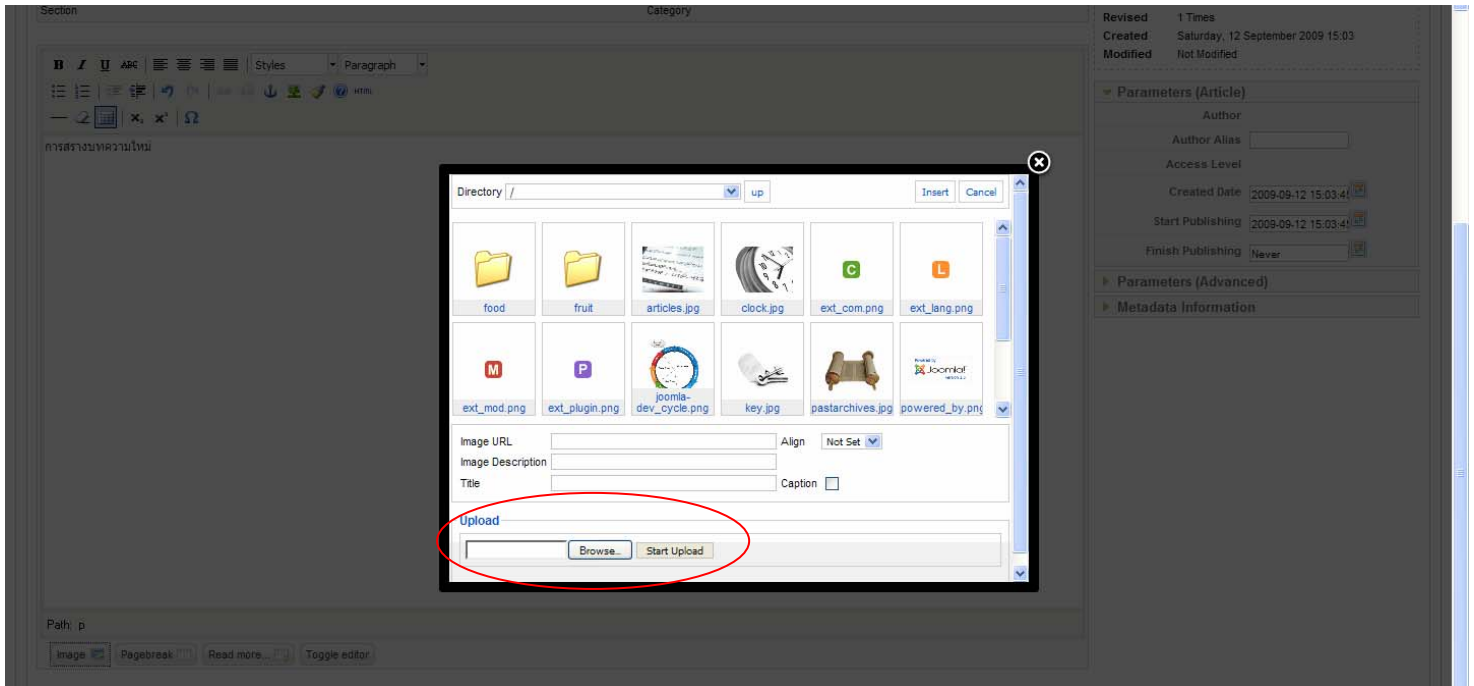 Section Category
Revised 1 Times
Created Saturday, 12 September 2009 15:03
Modified Not Modified
B I U ABC Styles Paragraph
HTML
การสร้างบทความใหม่
Parameters (Article)
Author
Author Alias
Access Level
Created Date 2009-09-12 15:03:4
Start Publishing 2009-09-12 15:03:4
Finish Publishing Never
Parameters (Advanced)
Metadata Information
Directory / up Insert Cancel
food fruit articles.jpg clock.jpg ext_com.png ext_lang.png
C L
M P
Joomla!
joomla-
ext_mod.png ext_plugin.png dev_cycle.png key.jpg pastarchives.jpg powered_by.png
Image URL Align Not Set
Image Description
Title Caption
Upload
Browse... Start Upload
Path: p
Image Pagebreak Read more... Toggle editor